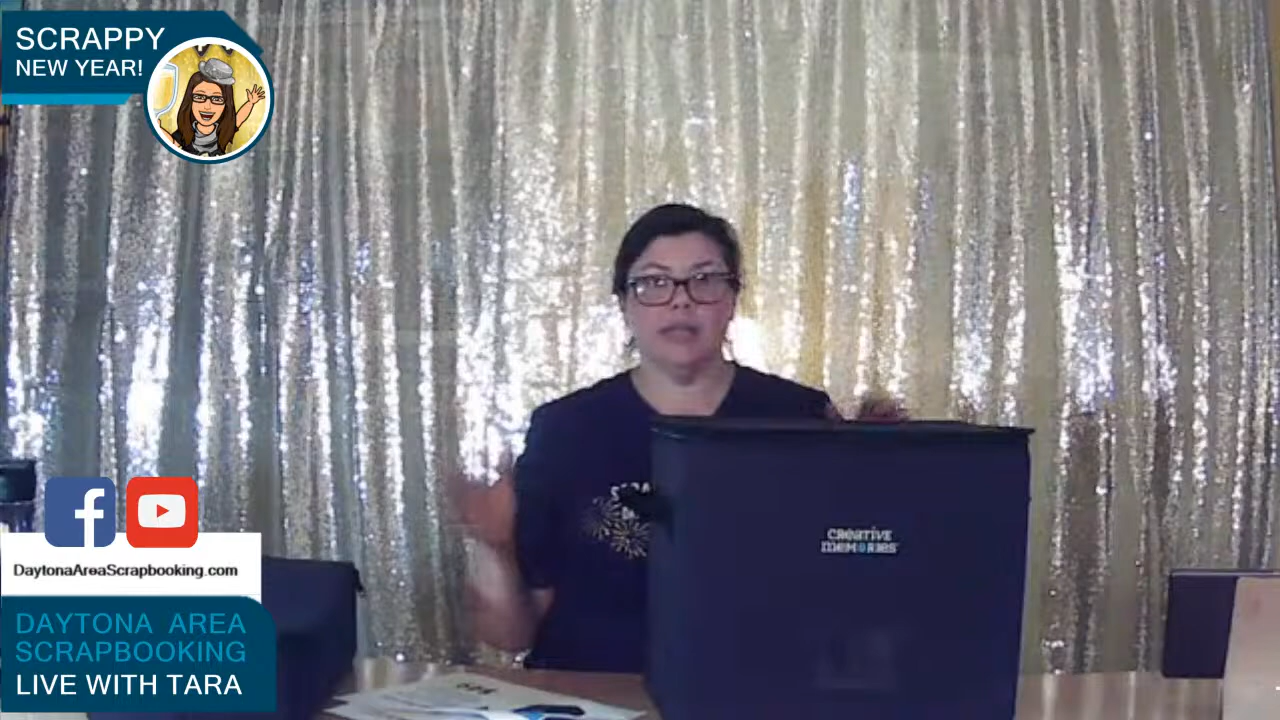 SCRAPPY
NEW YEAR!
creative
memories
f
DaytonaAreaScrapbooking.com
DAYTONA AREA
SCRAPBOOKING
LIVE WITH TARA